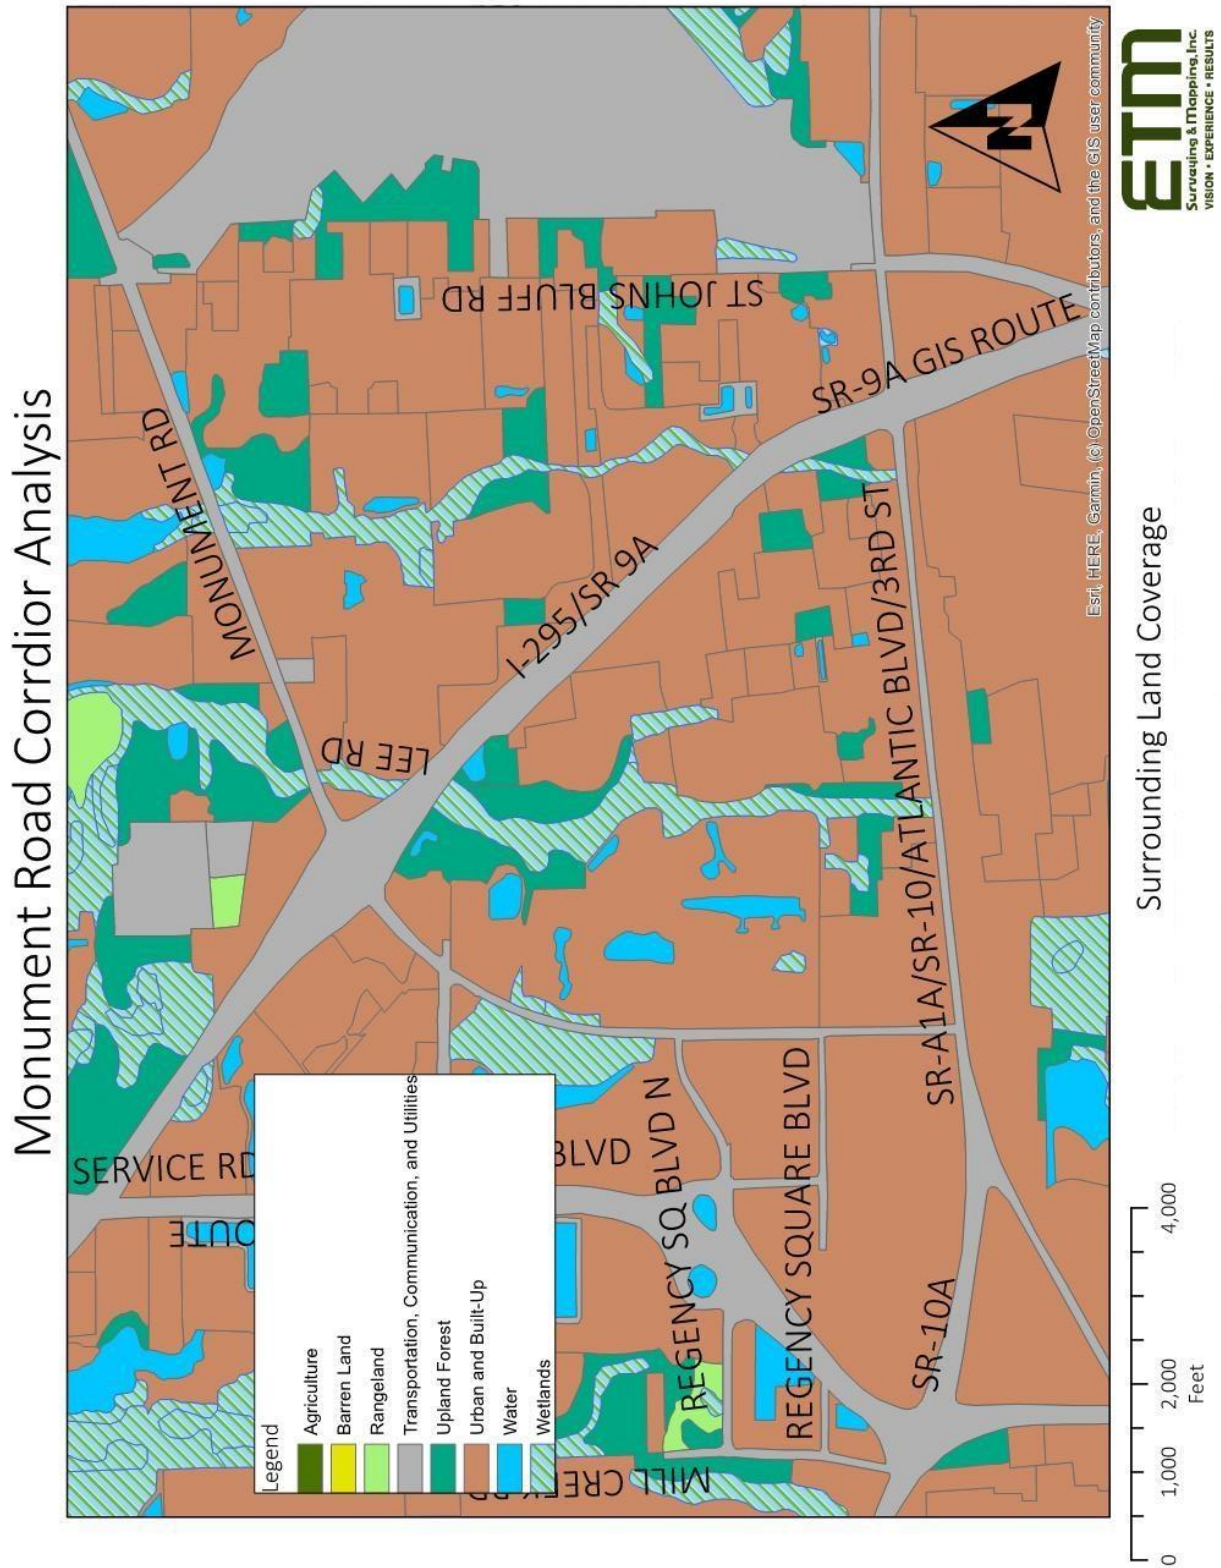 Monument Road Corrdior Analysis
MONUMENT RD
LEE RD
I-295/SR 9A
ST JOHNS BLUFF RD
SR-9A GIS ROUTE
SERVICE RD
OUTE
BLVD
REGENCY SQ BLVD N
REGENCY SQUARE BLVD
SR-A1A/SR-10/ATLANTIC BLVD/3RD ST
SR-10A
MILL CREEK RD
Legend
Agriculture
Barren Land
Rangeland
Transportation, Communication, and Utilities
Upland Forest
Urban and Built-Up
Water
Wetlands
N
Esri, HERE, Garmin, (c) OpenStreetMap contributors, and the GIS user community
0 1,000 2,000 4,000
Feet
Surrounding Land Coverage
ETM
Surveying & Mapping, Inc.
VISION • EXPERIENCE • RESULTS